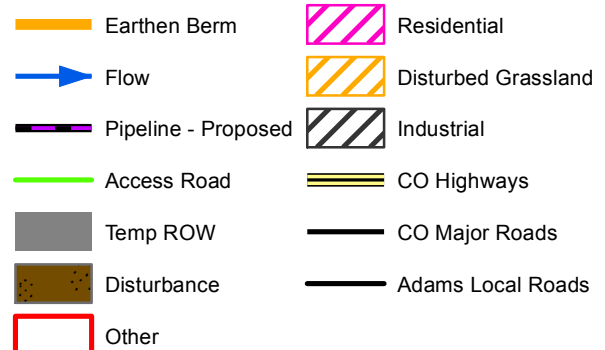 Earthen Berm
Flow
Pipeline - Proposed
Access Road
Temp ROW
Disturbance
Other
Residential
Disturbed Grassland
Industrial
CO Highways
CO Major Roads
Adams Local Roads